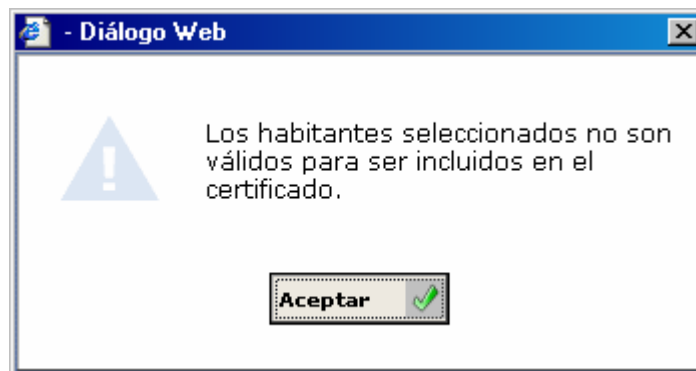 - Diálogo Web
Los habitantes seleccionados no son
válidos para ser incluidos en el
certificado.
Aceptar